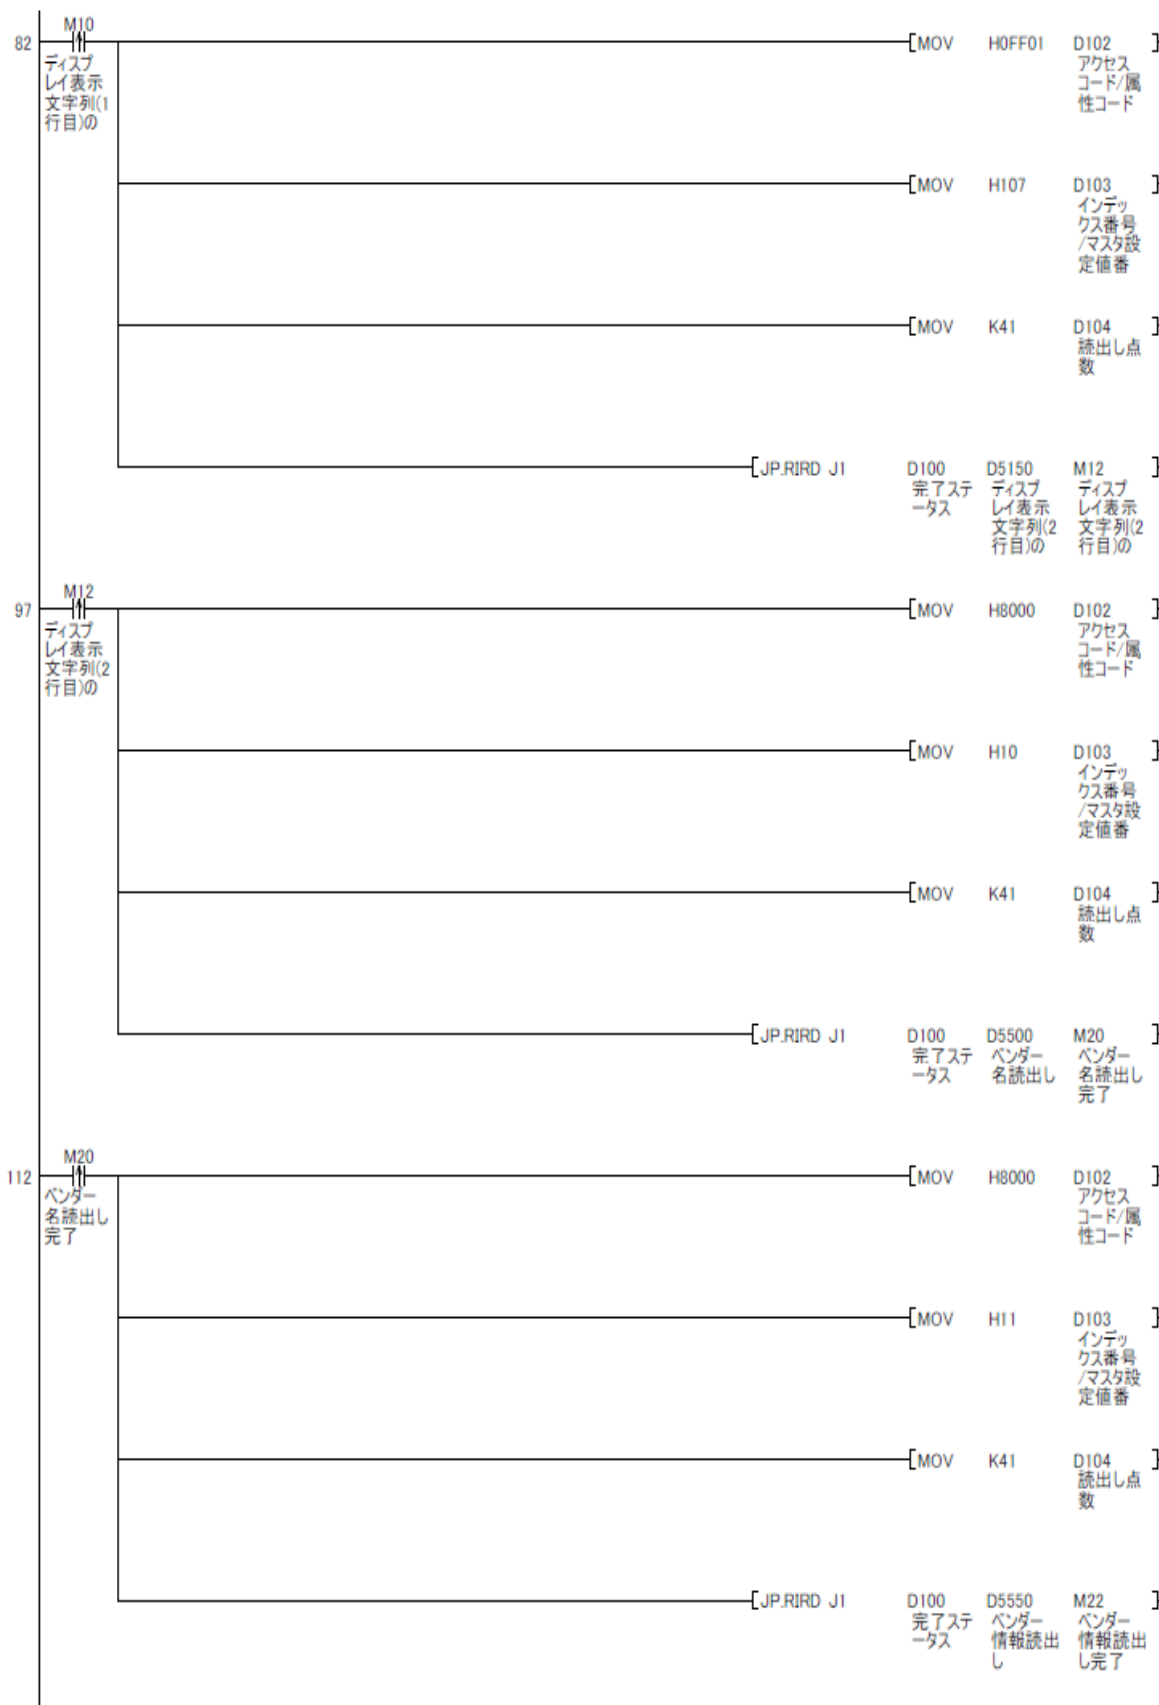 M10
82 [MOV H0FF01 D102 ]
ディスプ
レイ表示
文字列(1
行目)の
アクセス
コード/属
性コード
[MOV H107 D103 ]
インデッ
クス番号
/マスタ設
定値番
[MOV K41 D104 ]
読出し点
数
[JP.RIRD J1 D100 D5150 M12 ]
完了ステ
ータス
ディスプ
レイ表示
文字列(2
行目)の
ディスプ
レイ表示
文字列(2
行目)の
M12
97 [MOV H8000 D102 ]
ディスプ
レイ表示
文字列(2
行目)の
アクセス
コード/属
性コード
[MOV H10 D103 ]
インデッ
クス番号
/マスタ設
定値番
[MOV K41 D104 ]
読出し点
数
[JP.RIRD J1 D100 D5500 M20 ]
完了ステ
ータス
ベンダー
名読出し
ベンダー
名読出し
完了
M20
112 [MOV H8000 D102 ]
ベンダー
名読出し
完了
アクセス
コード/属
性コード
[MOV H11 D103 ]
インデッ
クス番号
/マスタ設
定値番
[MOV K41 D104 ]
読出し点
数
[JP.RIRD J1 D100 D5550 M22 ]
完了ステ
ータス
ベンダー
情報読出
し
ベンダー
情報読出
し完了